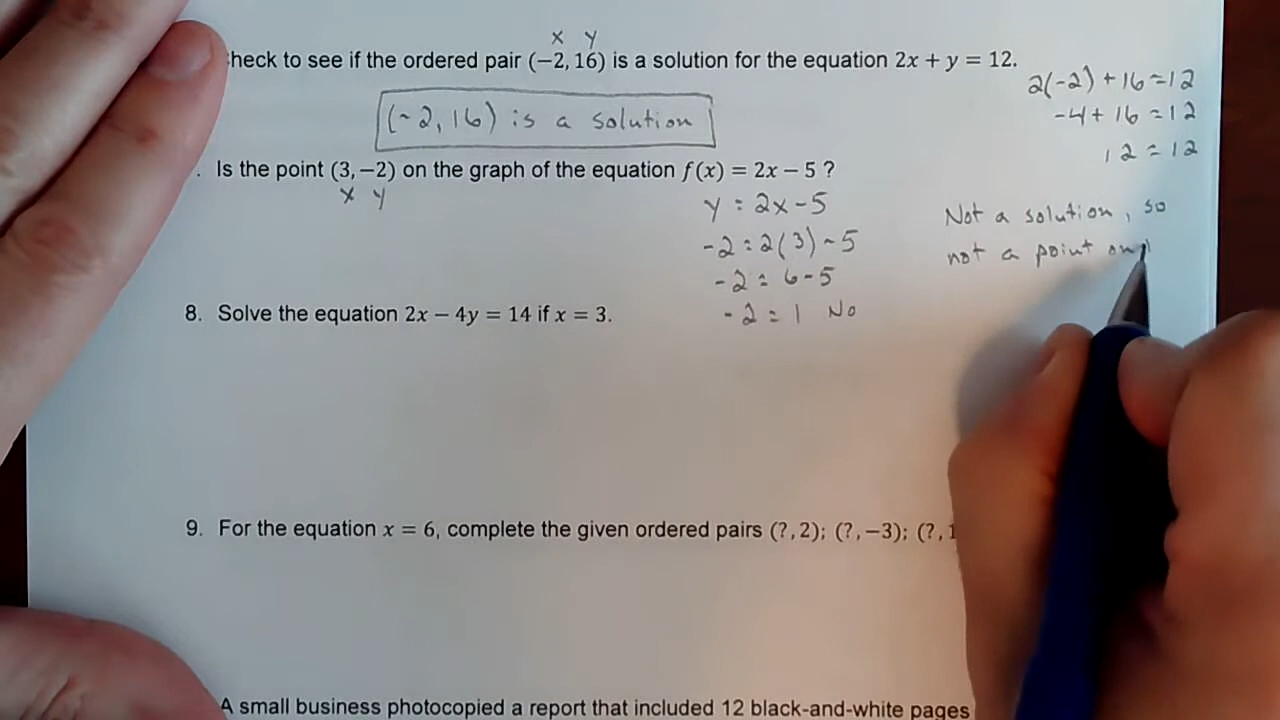 x y
heck to see if the ordered pair (−2, 16) is a solution for the equation 2x + y = 12.
2(-2) + 16 = 12
-4 + 16 = 12
12 = 12
(-2, 16) is a solution
. Is the point (3, −2) on the graph of the equation f(x) = 2x − 5 ?
x y
y = 2x - 5
-2 = 2(3) - 5
-2 = 6 - 5
-2 = 1 No
Not a solution, so
not a point on
8. Solve the equation 2x − 4y = 14 if x = 3.
9. For the equation x = 6, complete the given ordered pairs (?, 2); (?, −3); (?, 1
A small business photocopied a report that included 12 black-and-white pages